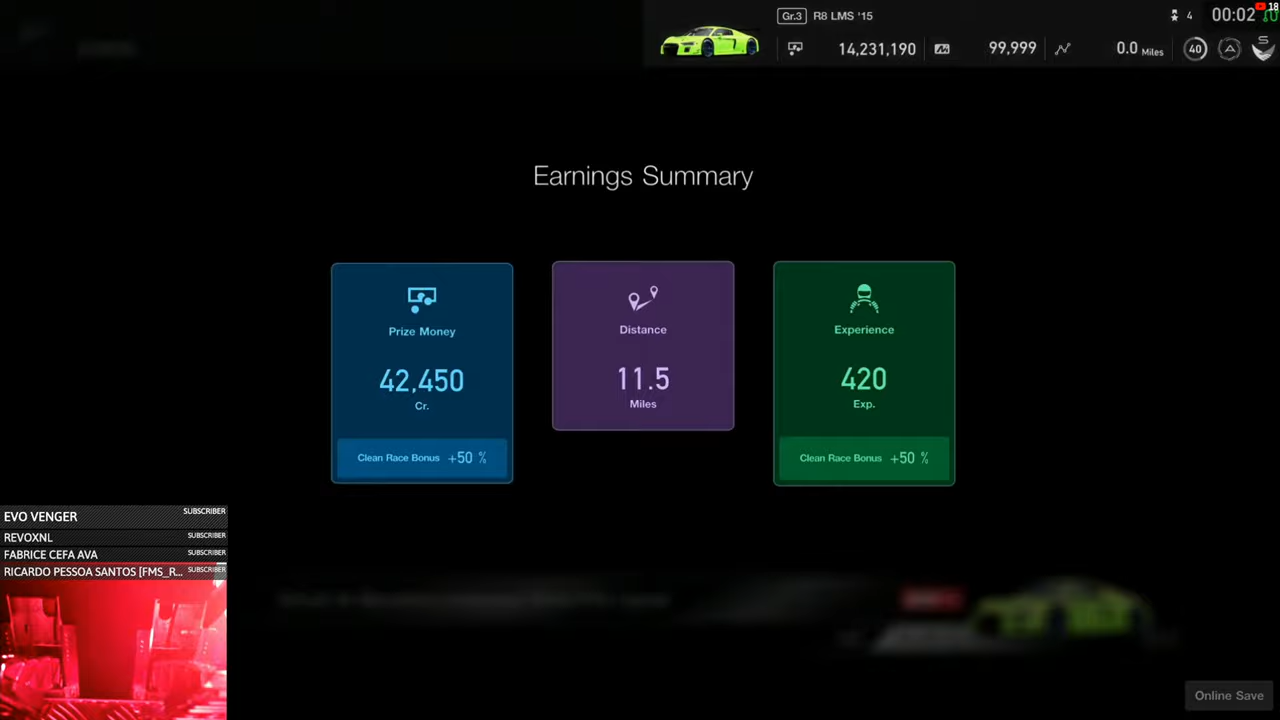 Gr.3 R8 LMS '15
4 00:02 18
14,231,190 99,999 0.0 Miles 40 A S
Earnings Summary
Prize Money Distance Experience
42,450 11.5 420
Cr. Miles Exp.
Clean Race Bonus +50 % Clean Race Bonus +50 %
EVO VENGER SUBSCRIBER
REVOXNL SUBSCRIBER
FABRICE CEFA AVA SUBSCRIBER
RICARDO PESSOA SANTOS [FMS_R... SUBSCRIBER
Online Save